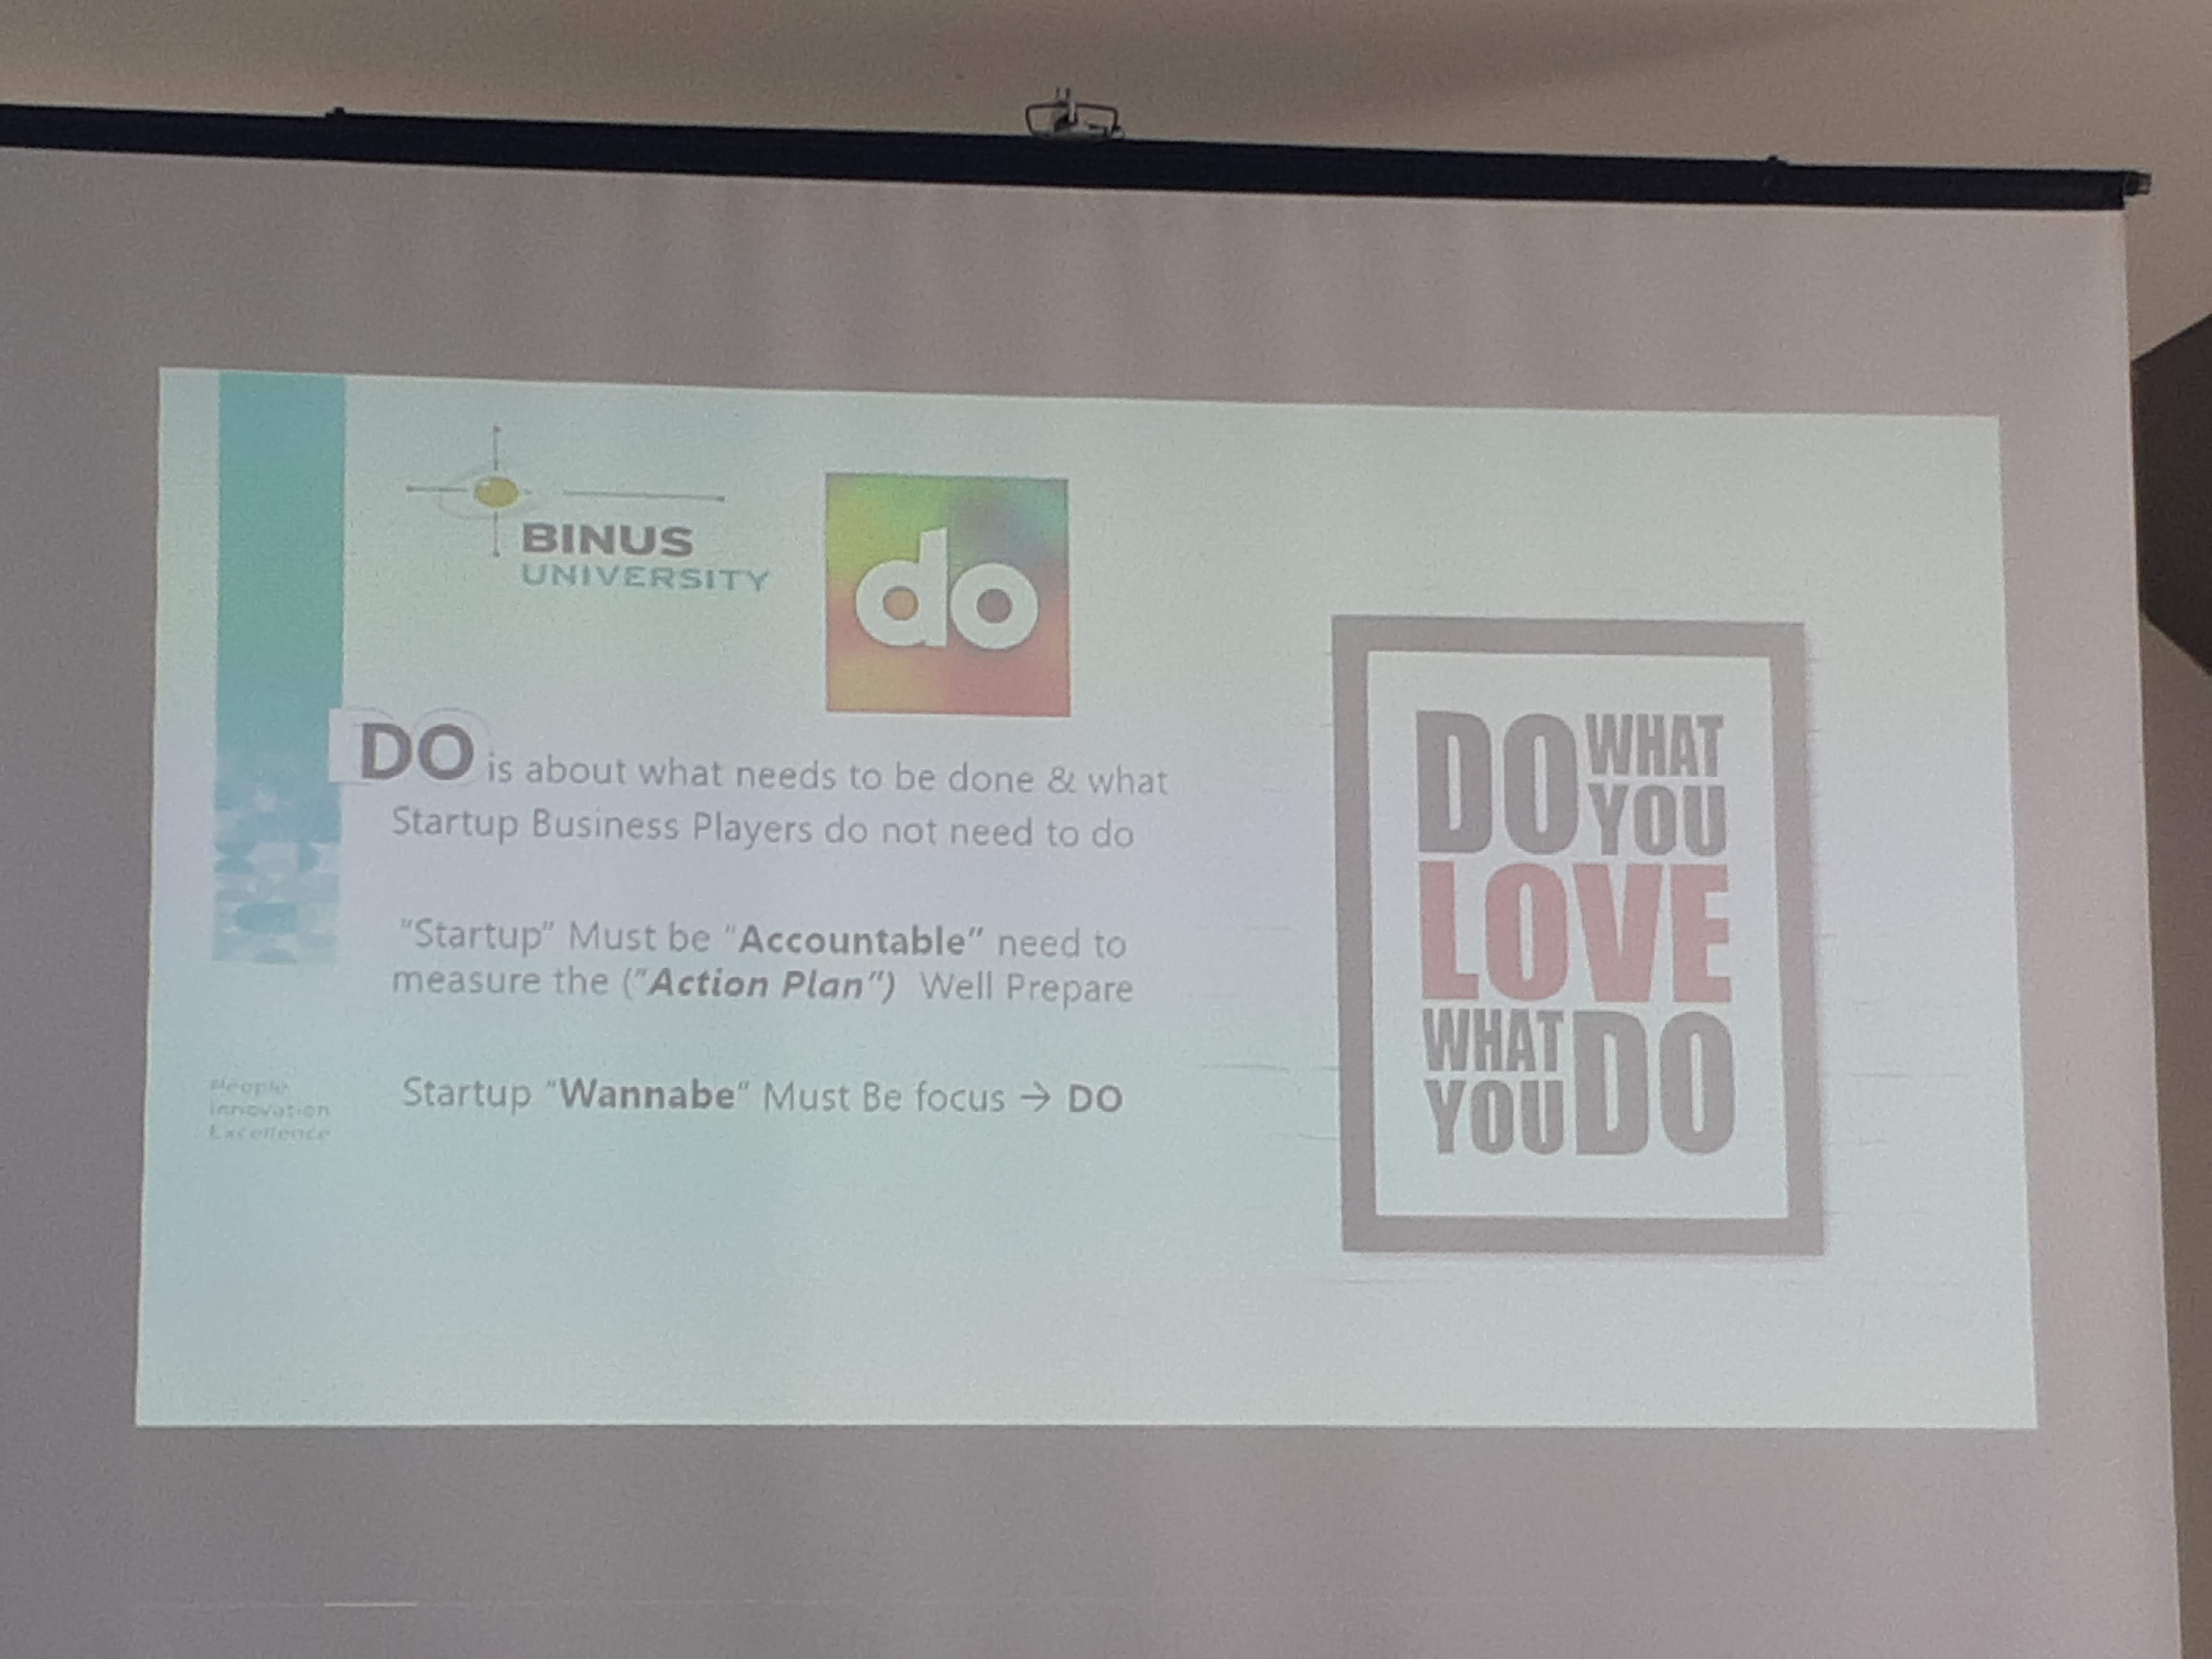 BINUS
UNIVERSITY
do
DO is about what needs to be done & what
Startup Business Players do not need to do
"Startup" Must be "Accountable" need to
measure the ("Action Plan") Well Prepare
Startup "Wannabe" Must Be focus → DO
People
Innovation
Excellence
DO WHAT
YOU
LOVE
WHAT
YOU DO